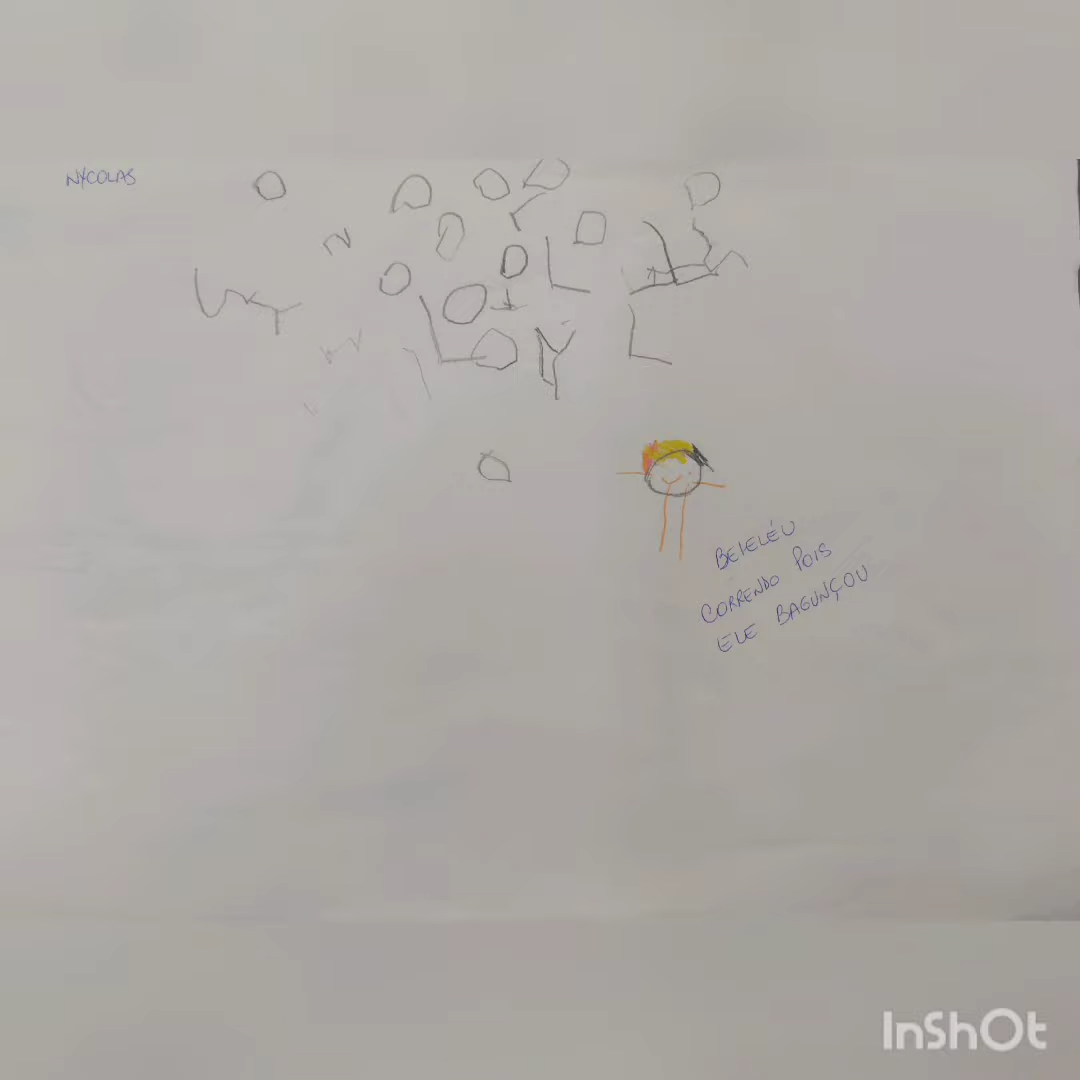 NYCOLAS
BELELÉU
CORRENDO POIS
ELE BAGUNÇOU
InShOt